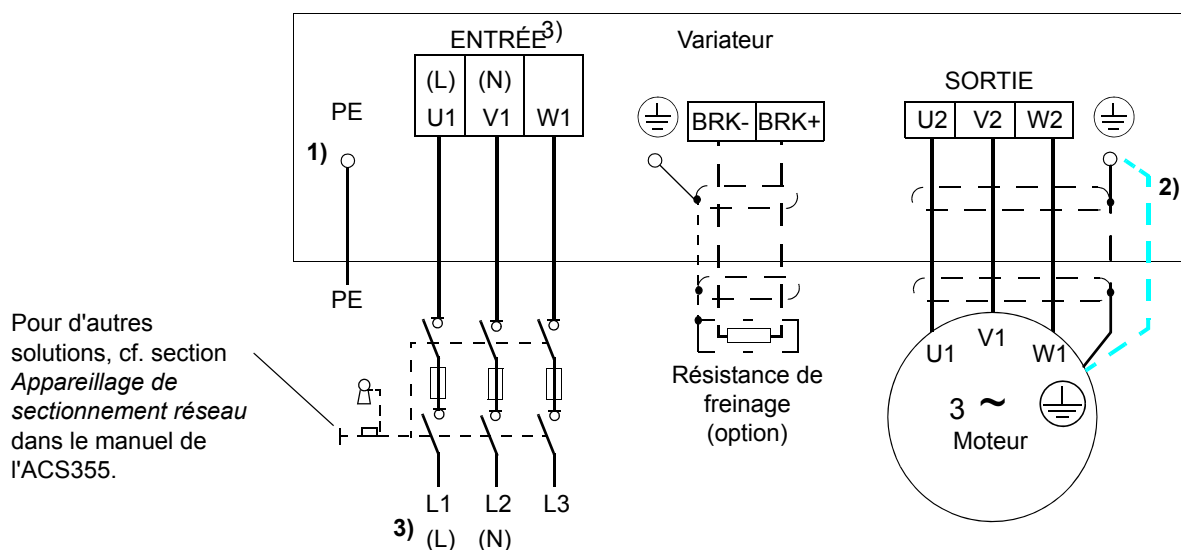 ENTRÉE3)
Variateur
(L) (N)
SORTIE
PE
U1 V1 W1
BRK- BRK+
U2 V2 W2
1)
2)
PE
Pour d'autres
solutions, cf. section
Appareillage de
sectionnement réseau
dans le manuel de
l'ACS355.
Résistance de
freinage
(option)
U1 V1 W1
3 ~
Moteur
L1 L2 L3
3) (L) (N)